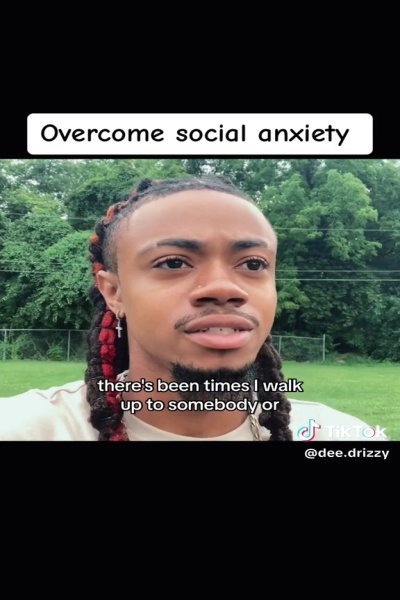 Overcome social anxiety
there's been times I walk
up to somebody or
TikTok
@dee.drizzy